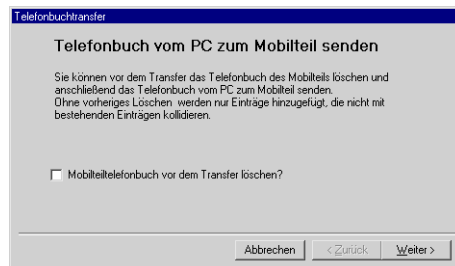 Telefonbuchtransfer
Telefonbuch vom PC zum Mobilteil senden
Sie können vor dem Transfer das Telefonbuch des Mobilteils löschen und
anschließend das Telefonbuch vom PC zum Mobilteil senden.
Ohne vorheriges Löschen werden nur Einträge hinzugefügt, die nicht mit
bestehenden Einträgen kollidieren.
Mobilteiltelefonbuch vor dem Transfer löschen?
Abbrechen < Zurück Weiter >